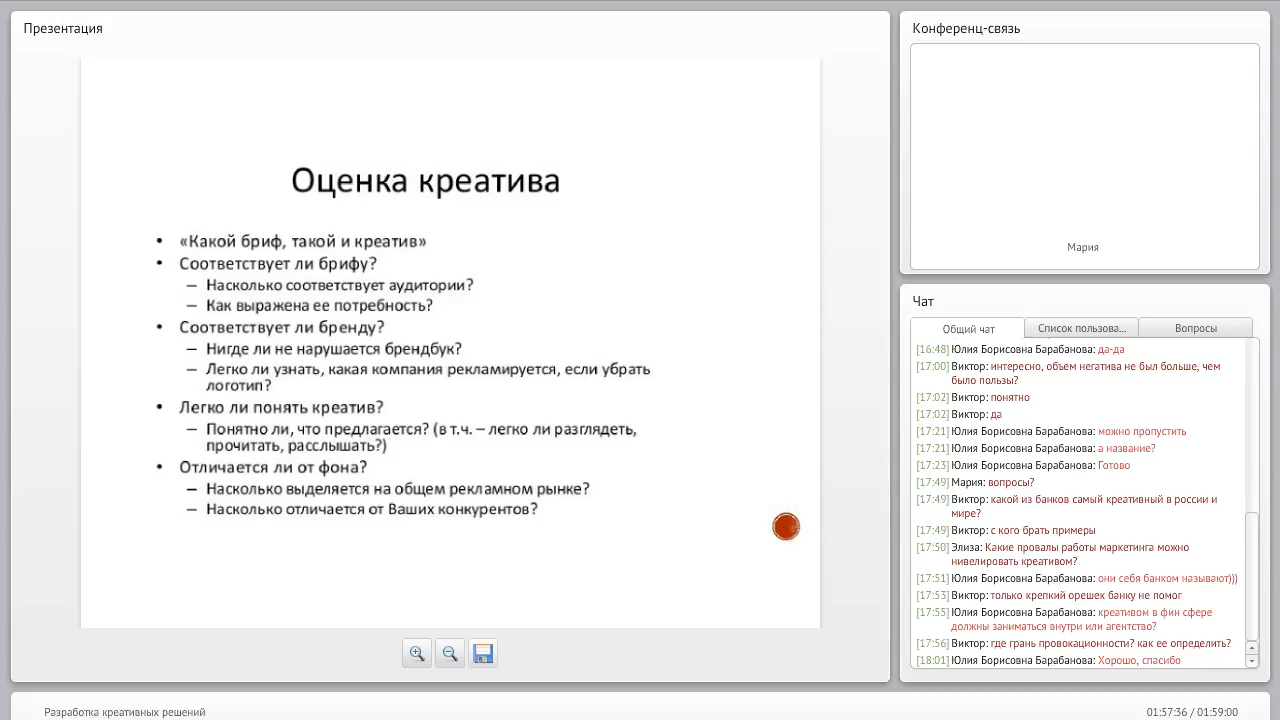 Презентация
Оценка креатива
• «Какой бриф, такой и креатив»
• Соответствует ли брифу?
– Насколько соответствует аудитории?
– Как выражена ее потребность?
• Соответствует ли бренду?
– Нигде ли не нарушается брендбук?
– Легко ли узнать, какая компания рекламируется, если убрать
логотип?
• Легко ли понять креатив?
– Понятно ли, что предлагается? (в т.ч. – легко ли разглядеть,
прочитать, расслышать?)
• Отличается ли от фона?
– Насколько выделяется на общем рекламном рынке?
– Насколько отличается от Ваших конкурентов?
Конференц-связь
Мария
Чат
Общий чат
Список пользова...
Вопросы
[16:48] Юлия Борисовна Барабанова: да-да
[17:00] Виктор: интересно, объем негатива не был больше, чем
было пользы?
[17:02] Виктор: понятно
[17:02] Виктор: да
[17:21] Юлия Борисовна Барабанова: можно пропустить
[17:21] Юлия Борисовна Барабанова: а название?
[17:23] Юлия Борисовна Барабанова: Готово
[17:49] Мария: вопросы?
[17:49] Виктор: какой из банков самый креативный в россии и
мире?
[17:49] Виктор: с кого брать примеры
[17:50] Элиза: Какие провалы работы маркетинга можно
нивелировать креативом?
[17:51] Юлия Борисовна Барабанова: они себя банком называют)))
[17:53] Виктор: только крепкий орешек банку не помог
[17:55] Юлия Борисовна Барабанова: креативом в фин сфере
должны заниматься внутри или агентство?
[17:56] Виктор: где грань провокационности? как ее определить?
[18:01] Юлия Борисовна Барабанова: Хорошо, спасибо
Разработка креативных решений
01:57:36 / 01:59:00